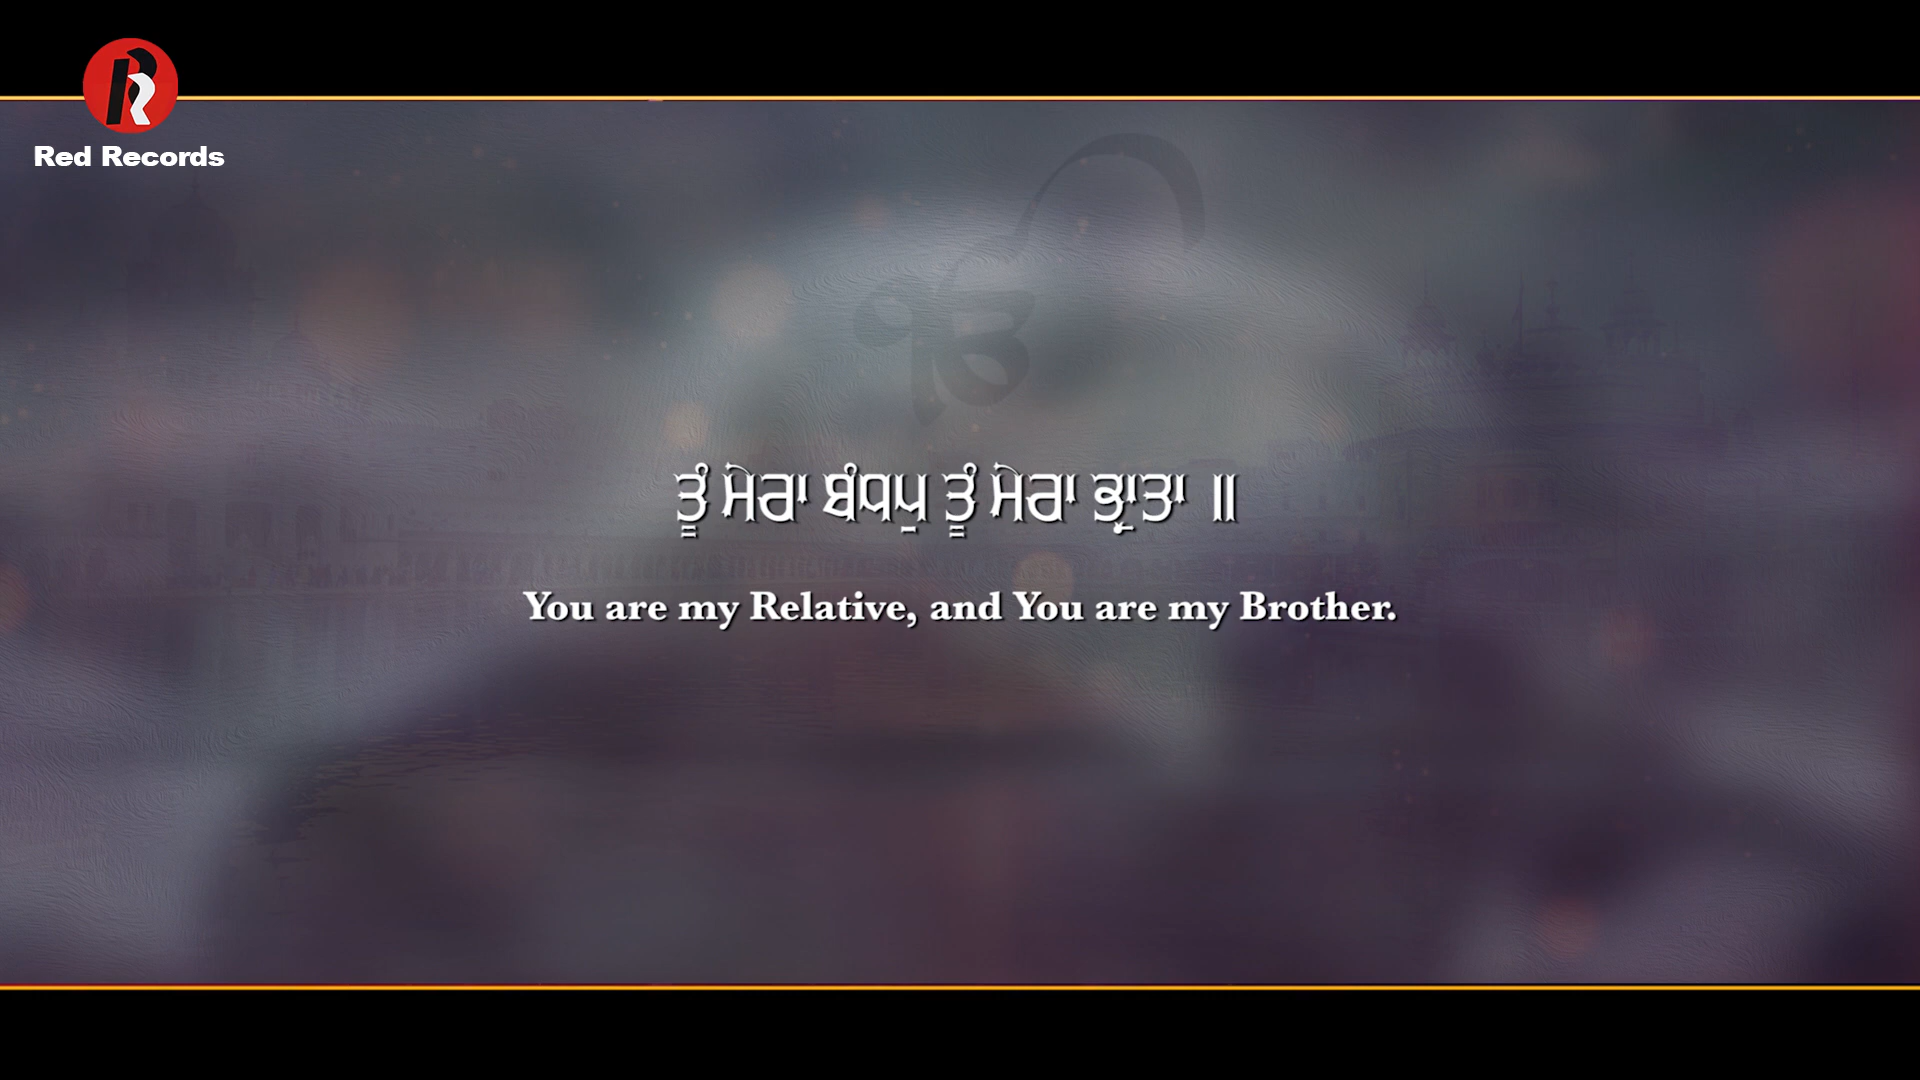 Red Records
ੴ
ਤੂੰ ਮੇਰਾ ਬੰਧਪੁ ਤੂੰ ਮੇਰਾ ਭ੍ਰਾਤਾ ॥
You are my Relative, and You are my Brother.